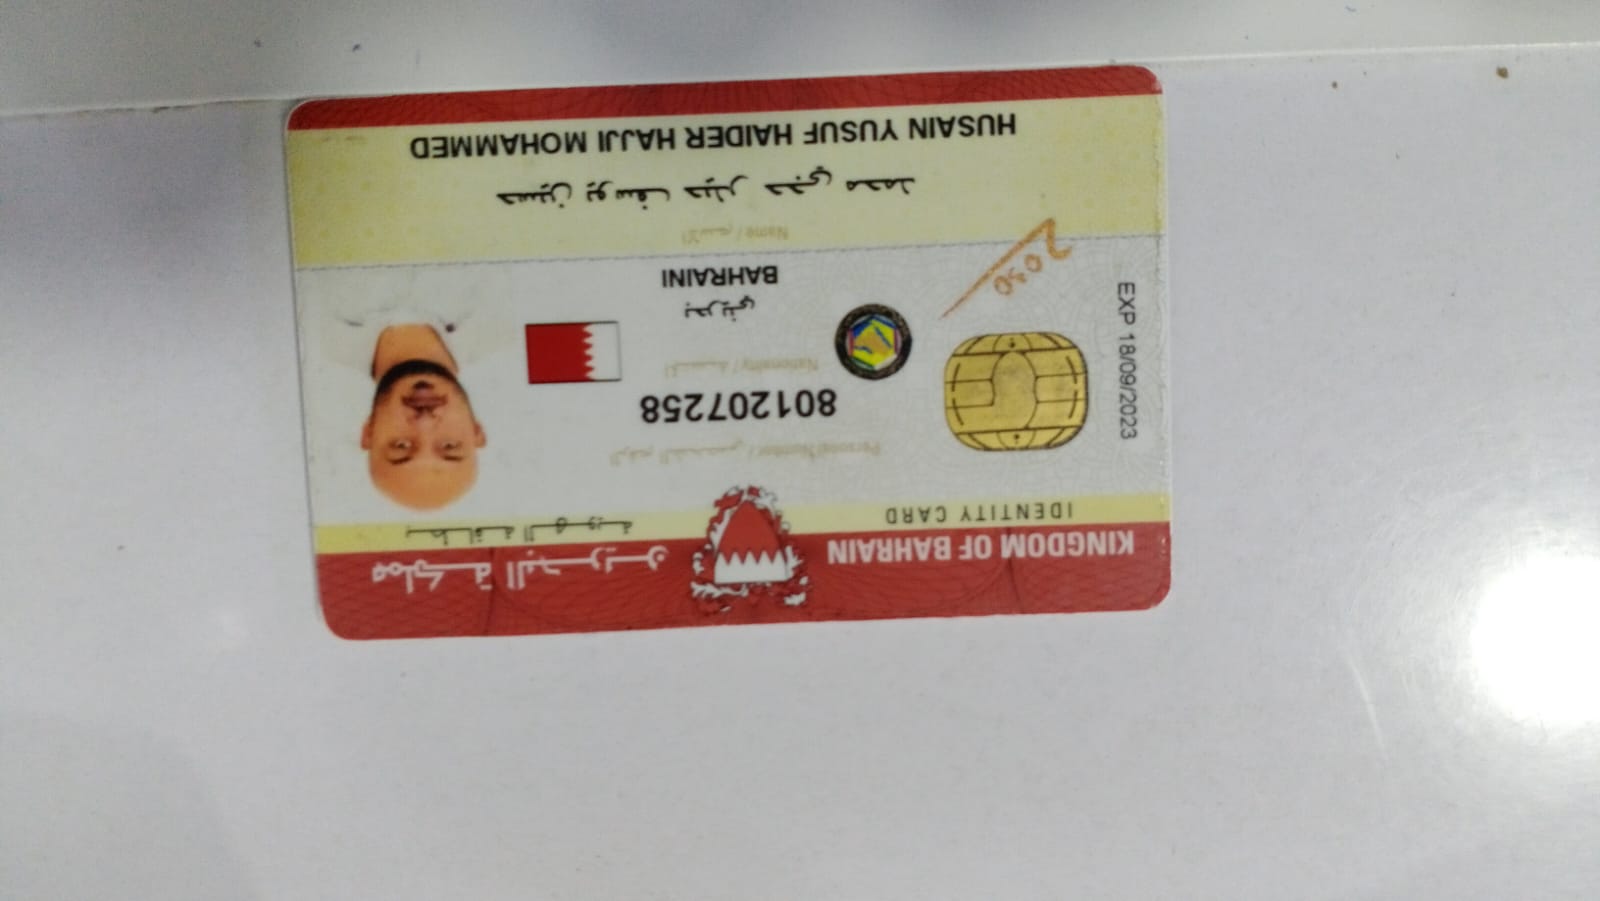 مملكة البحرين
KINGDOM OF BAHRAIN
بطاقة الهوية
IDENTITY CARD
الرقم الشخصي / Personal Number
801207258
الجنسية / Nationality
بحريني
BAHRAINI
EXP 18/09/2023
2030
الاسم / Name
حسين يوسف حيدر حجي محمد
HUSAIN YUSUF HAIDER HAJJI MOHAMMED